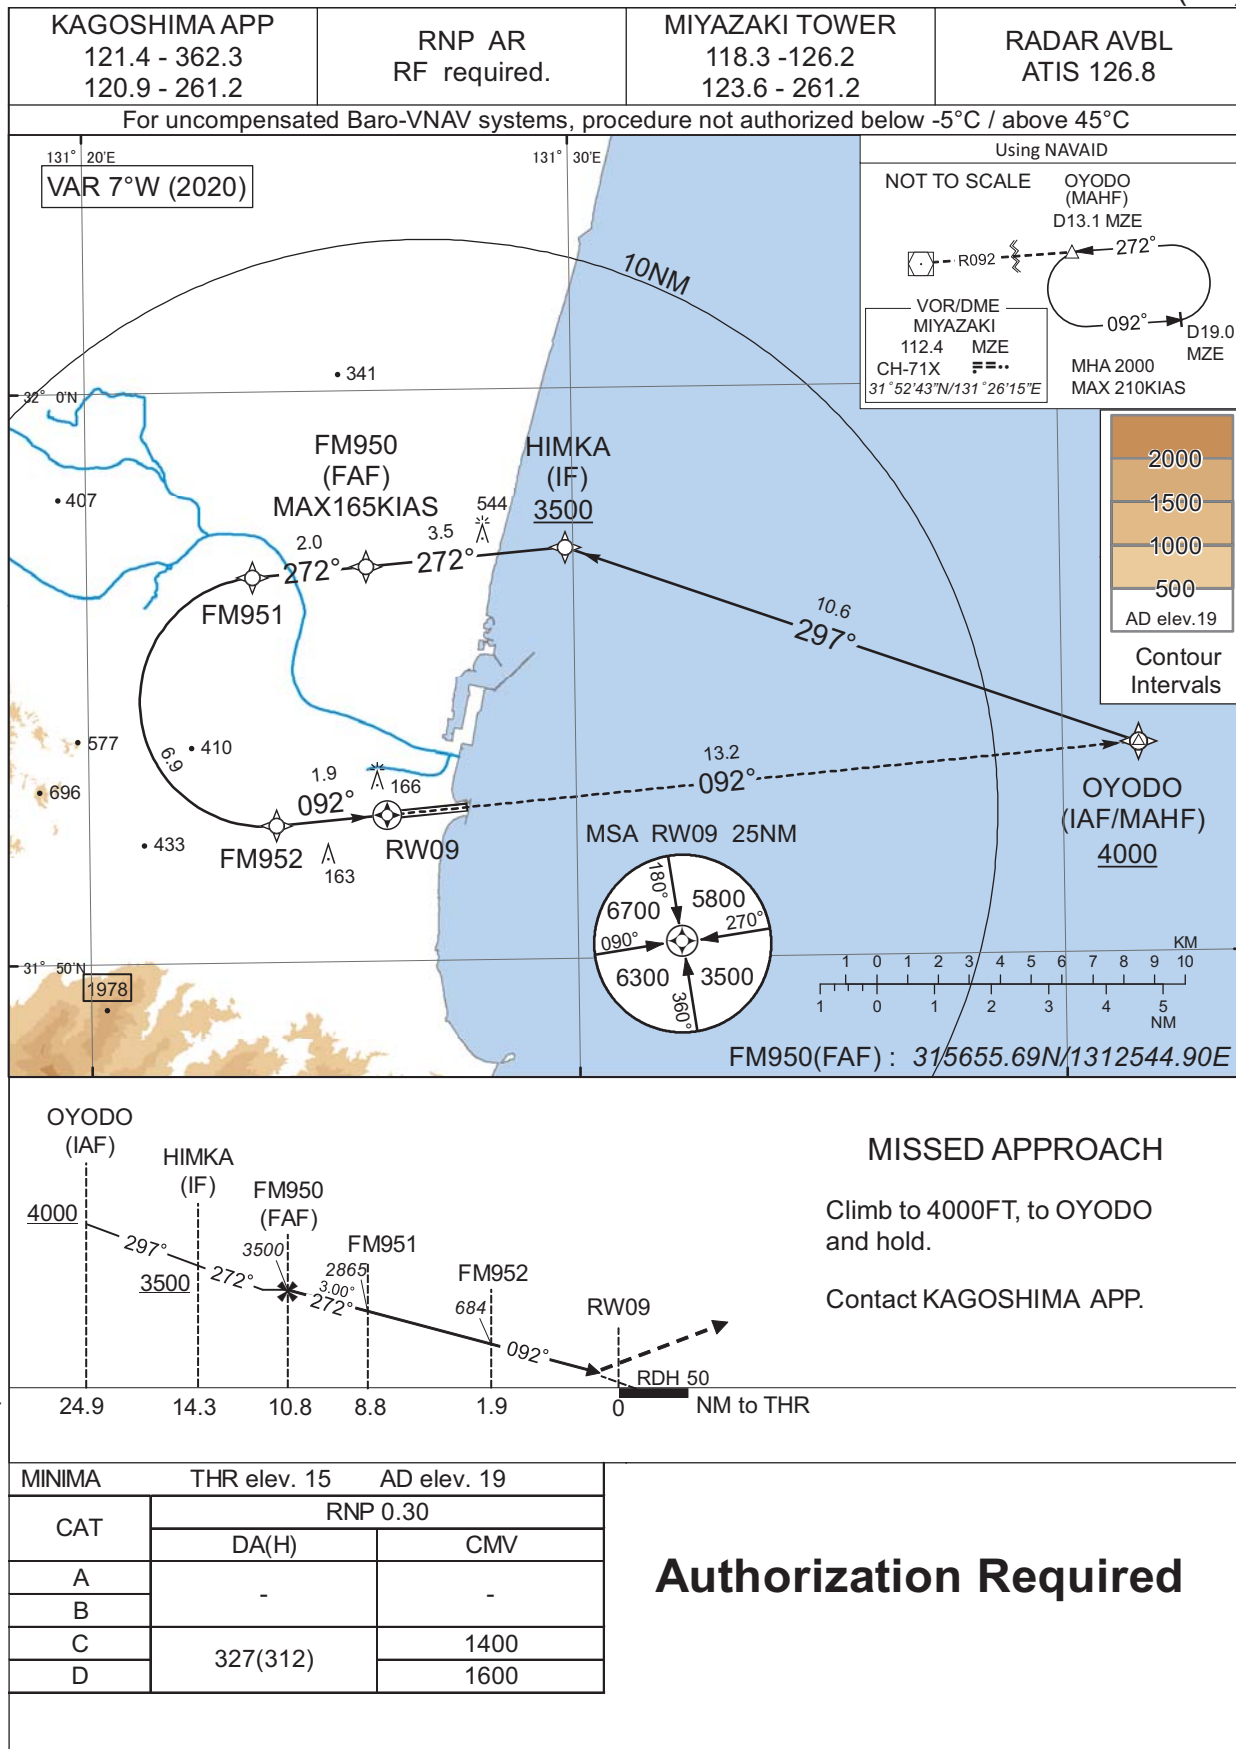 KAGOSHIMA APP
121.4 - 362.3
120.9 - 261.2
RNP AR
RF required.
MIYAZAKI TOWER
118.3 -126.2
123.6 - 261.2
RADAR AVBL
ATIS 126.8
For uncompensated Baro-VNAV systems, procedure not authorized below -5°C / above 45°C
131° 20'E
131° 30'E
VAR 7°W (2020)
Using NAVAID
NOT TO SCALE
OYODO
(MAHF)
D13.1 MZE
R092
272°
092°
D19.0
MZE
VOR/DME
MIYAZAKI
112.4 MZE
CH-71X
31°52'43"N/131°26'15"E
MHA 2000
MAX 210KIAS
10NM
341
32° 0'N
FM950
(FAF)
MAX165KIAS
HIMKA
(IF)
3500
407
544
2.0
272°
3.5
272°
FM951
2000
1500
1000
500
AD elev.19
Contour
Intervals
10.6
297°
577
410
6.9
696
1.9
092°
166
13.2
092°
OYODO
(IAF/MAHF)
4000
433
FM952
RW09
163
MSA RW09 25NM
180°
6700
5800
270°
090°
6300
3500
360°
31° 50'N
1978
KM
1 0 1 2 3 4 5 6 7 8 9 10
1 0 1 2 3 4 5
NM
FM950(FAF) : 315655.69N/1312544.90E
OYODO
(IAF)
HIMKA
(IF)
FM950
(FAF)
FM951
FM952
RW09
4000
297°
3500
272°
3500
2865
3.00°
272°
684
092°
RDH 50
24.9 14.3 10.8 8.8 1.9 0 NM to THR
MISSED APPROACH
Climb to 4000FT, to OYODO
and hold.
Contact KAGOSHIMA APP.
MINIMA THR elev. 15 AD elev. 19
CAT
RNP 0.30
DA(H) CMV
A
B
- -
C
D
327(312)
1400
1600
Authorization Required